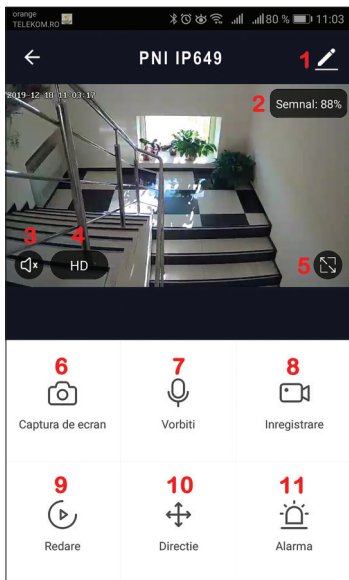 orange
TELEKOM.RO
80 % 11:03
PNI IP649
1
2019-12-18 11:03:17
2 Semnal: 88%
3 4
HD
5
6 7 8
Captura de ecran Vorbiti Inregistrare
9 10 11
Redare Directie Alarma